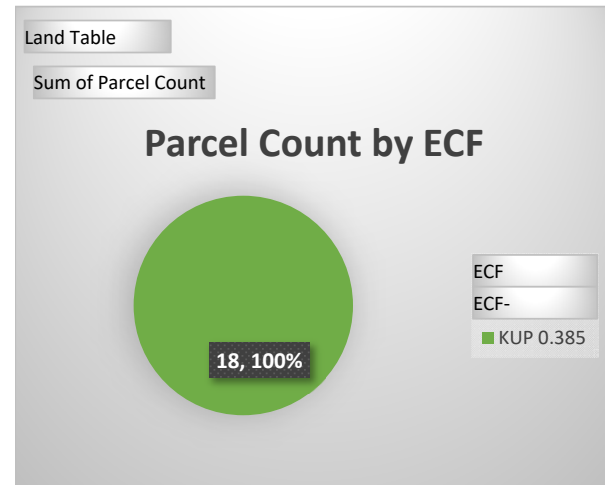 Land Table
Sum of Parcel Count
Parcel Count by ECF
ECF
ECF-
KUP 0.385
18, 100%